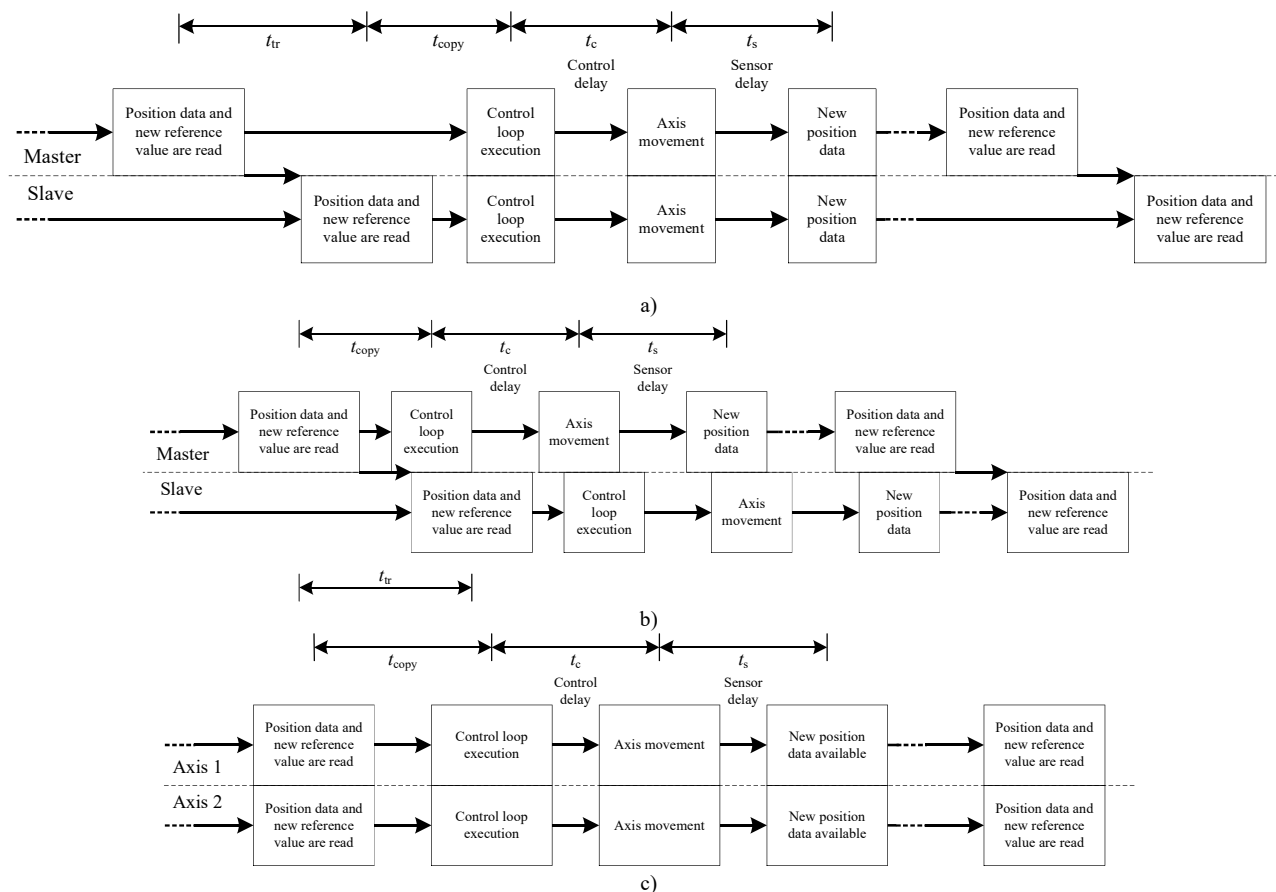 t_tr
t_copy
t_c
t_s
Control
delay
Sensor
delay
Position data and
new reference
value are read
Control
loop
execution
Axis
movement
New
position
data
Position data and
new reference
value are read
Master
Slave
Position data and
new reference
value are read
Control
loop
execution
Axis
movement
New
position
data
Position data and
new reference
value are read
a)
t_copy
t_c
t_s
Control
delay
Sensor
delay
Position data and
new reference
value are read
Control
loop
execution
Axis
movement
New
position
data
Position data and
new reference
value are read
Master
Slave
Position data and
new reference
value are read
Control
loop
execution
Axis
movement
New
position
data
Position data and
new reference
value are read
t_tr
b)
t_copy
t_c
t_s
Control
delay
Sensor
delay
Position data and
new reference
value are read
Control loop
execution
Axis movement
New position
data available
Position data and
new reference
value are read
Axis 1
Axis 2
Position data and
new reference
value are read
Control loop
execution
Axis movement
New position
data available
Position data and
new reference
value are read
c)